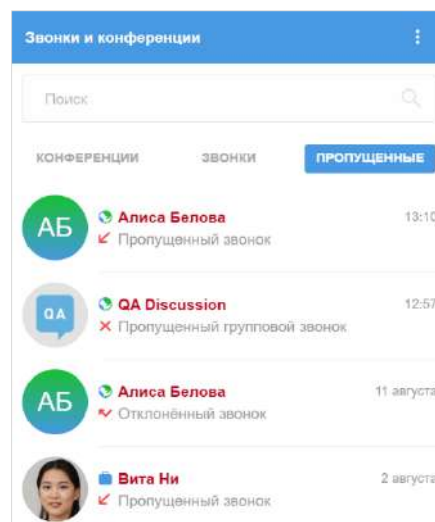 Звонки и конференции
Поиск
КОНФЕРЕНЦИИ ЗВОНКИ ПРОПУЩЕННЫЕ
АБ Алиса Белова 13:10
Пропущенный звонок
QA QA Discussion 12:57
Пропущенный групповой звонок
АБ Алиса Белова 11 августа
Отклонённый звонок
Вита Ни 2 августа
Пропущенный звонок